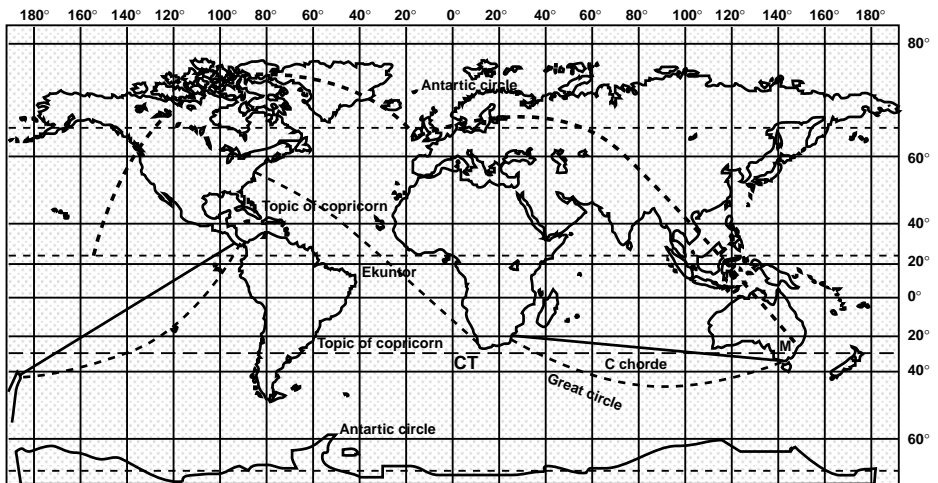 180° 160° 140° 120° 100° 80° 60° 40° 20° 0° 20° 40° 60° 80° 100° 120° 140° 160° 180°
80°
Antartic circle
60°
Topic of copricorn
40°
Ekuntor
20°
0°
Topic of copricorn
20°
M
CT
C chorde
40°
Great circle
Antartic circle
60°